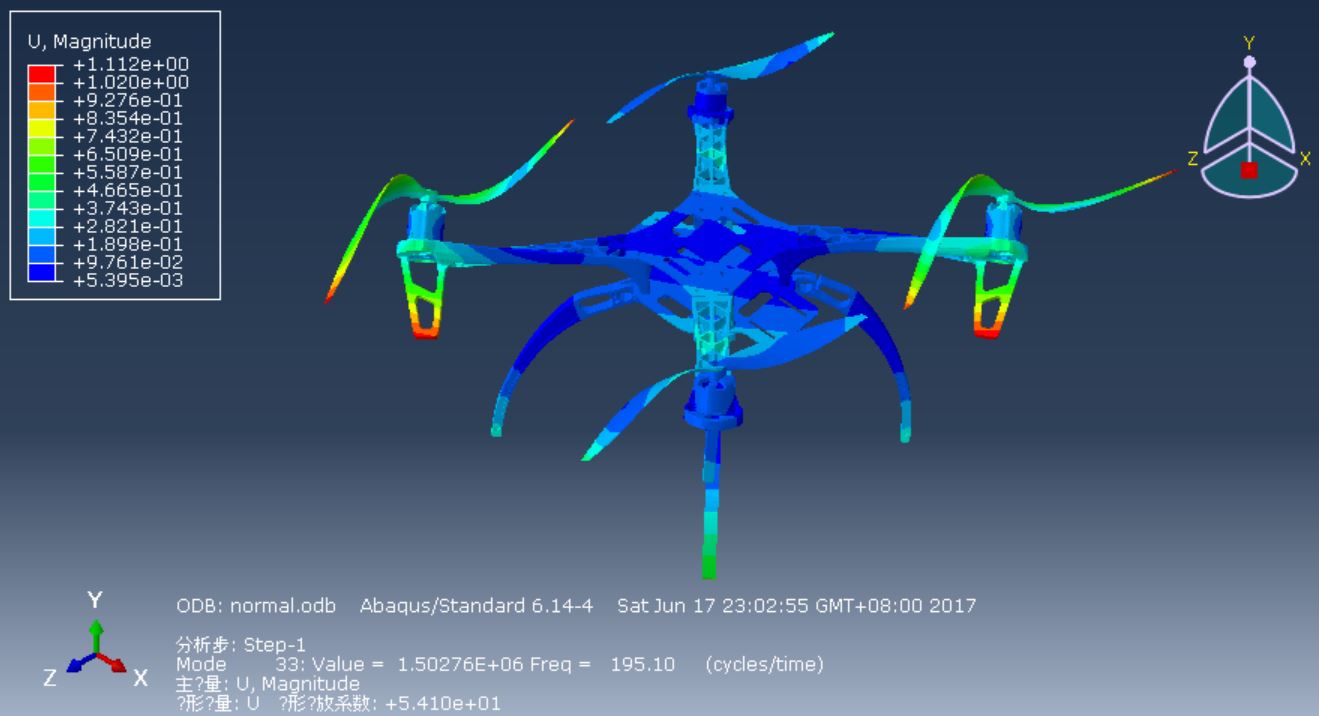 U, Magnitude
+1.112e+00
+1.020e+00
+9.276e-01
+8.354e-01
+7.432e-01
+6.509e-01
+5.587e-01
+4.665e-01
+3.743e-01
+2.821e-01
+1.898e-01
+9.761e-02
+5.395e-03
Y
Z X
Y
Z X
ODB: normal.odb Abaqus/Standard 6.14-4 Sat Jun 17 23:02:55 GMT+08:00 2017
分析步: Step-1
Mode 33: Value = 1.50276E+06 Freq = 195.10 (cycles/time)
主?量: U, Magnitude
?形?量: U ?形?放系数: +5.410e+01